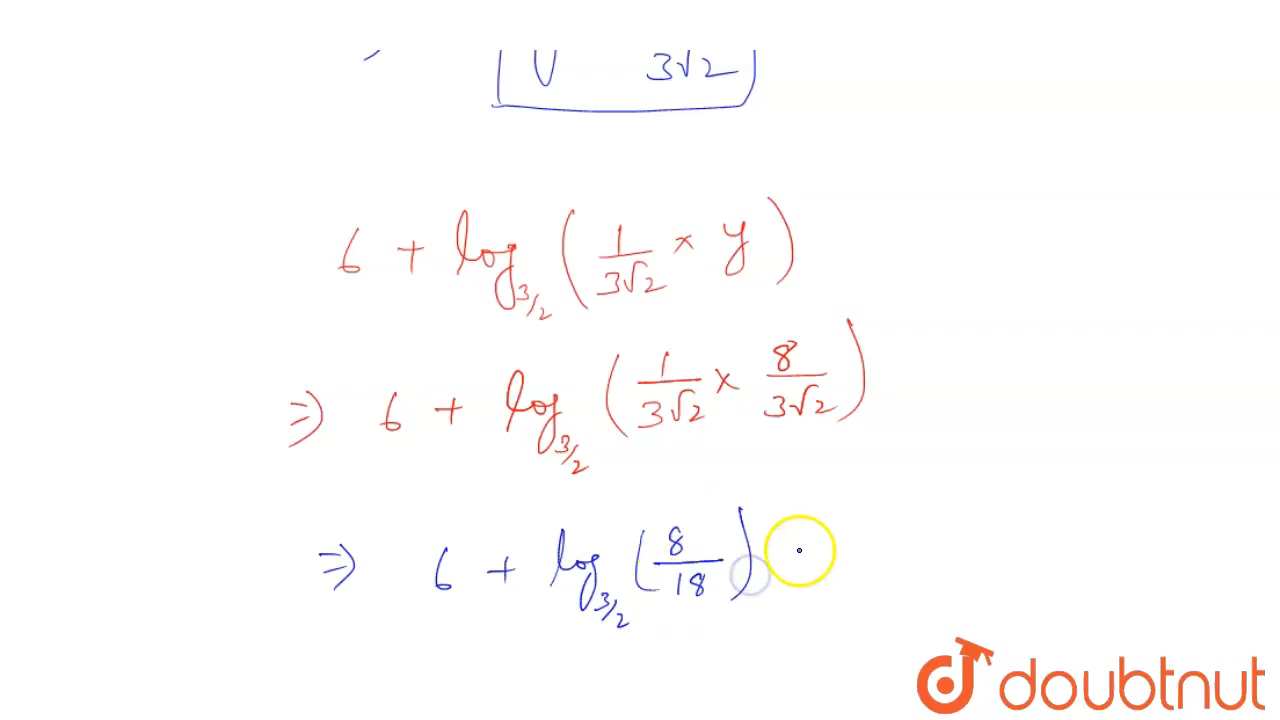 3√2
6 + log_{3/2} (1/3√2 × y)
⇒ 6 + log_{3/2} (1/3√2 × 8/3√2)
⇒ 6 + log_{3/2} (8/18)
doubtnut